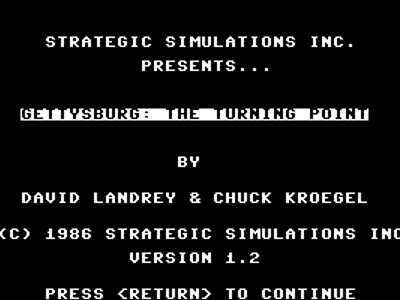 STRATEGIC SIMULATIONS INC.
PRESENTS...
GETTYSBURG: THE TURNING POINT
BY
DAVID LANDREY & CHUCK KROEGEL
(C) 1986 STRATEGIC SIMULATIONS INC
VERSION 1.2
PRESS <RETURN> TO CONTINUE